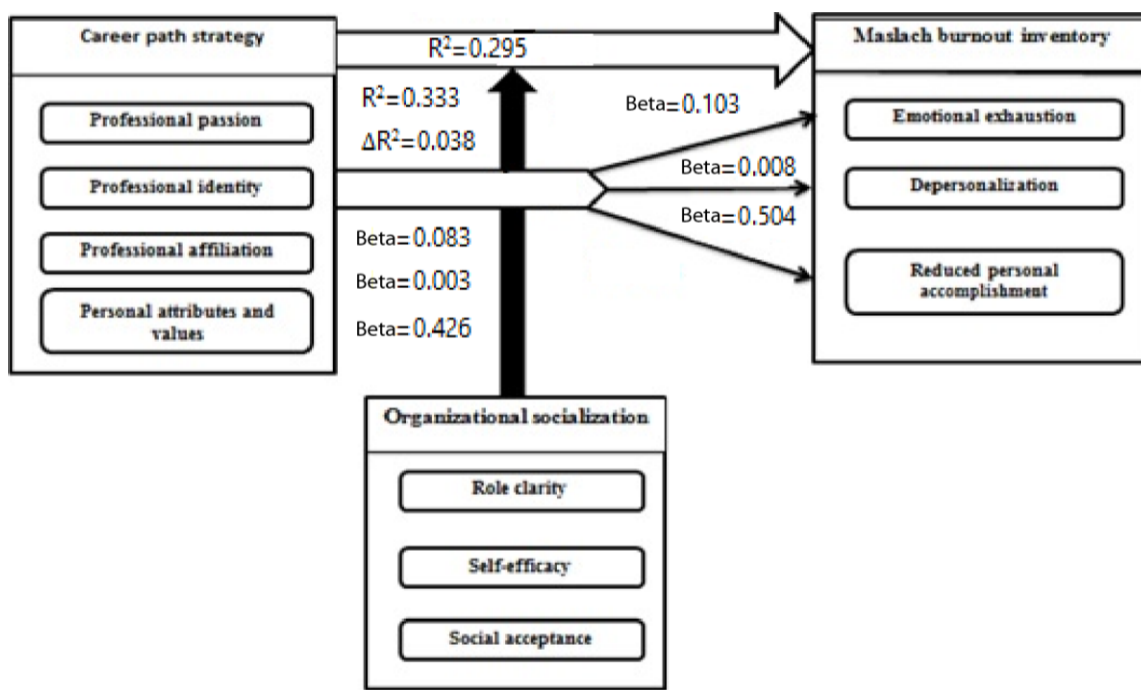 Career path strategy
Professional passion
Professional identity
Professional affiliation
Personal attributes and
values
R²=0.295
R²=0.333
ΔR²=0.038
Beta=0.083
Beta=0.003
Beta=0.426
Beta=0.103
Beta=0.008
Beta=0.504
Maslach burnout inventory
Emotional exhaustion
Depersonalization
Reduced personal
accomplishment
Organizational socialization
Role clarity
Self-efficacy
Social acceptance